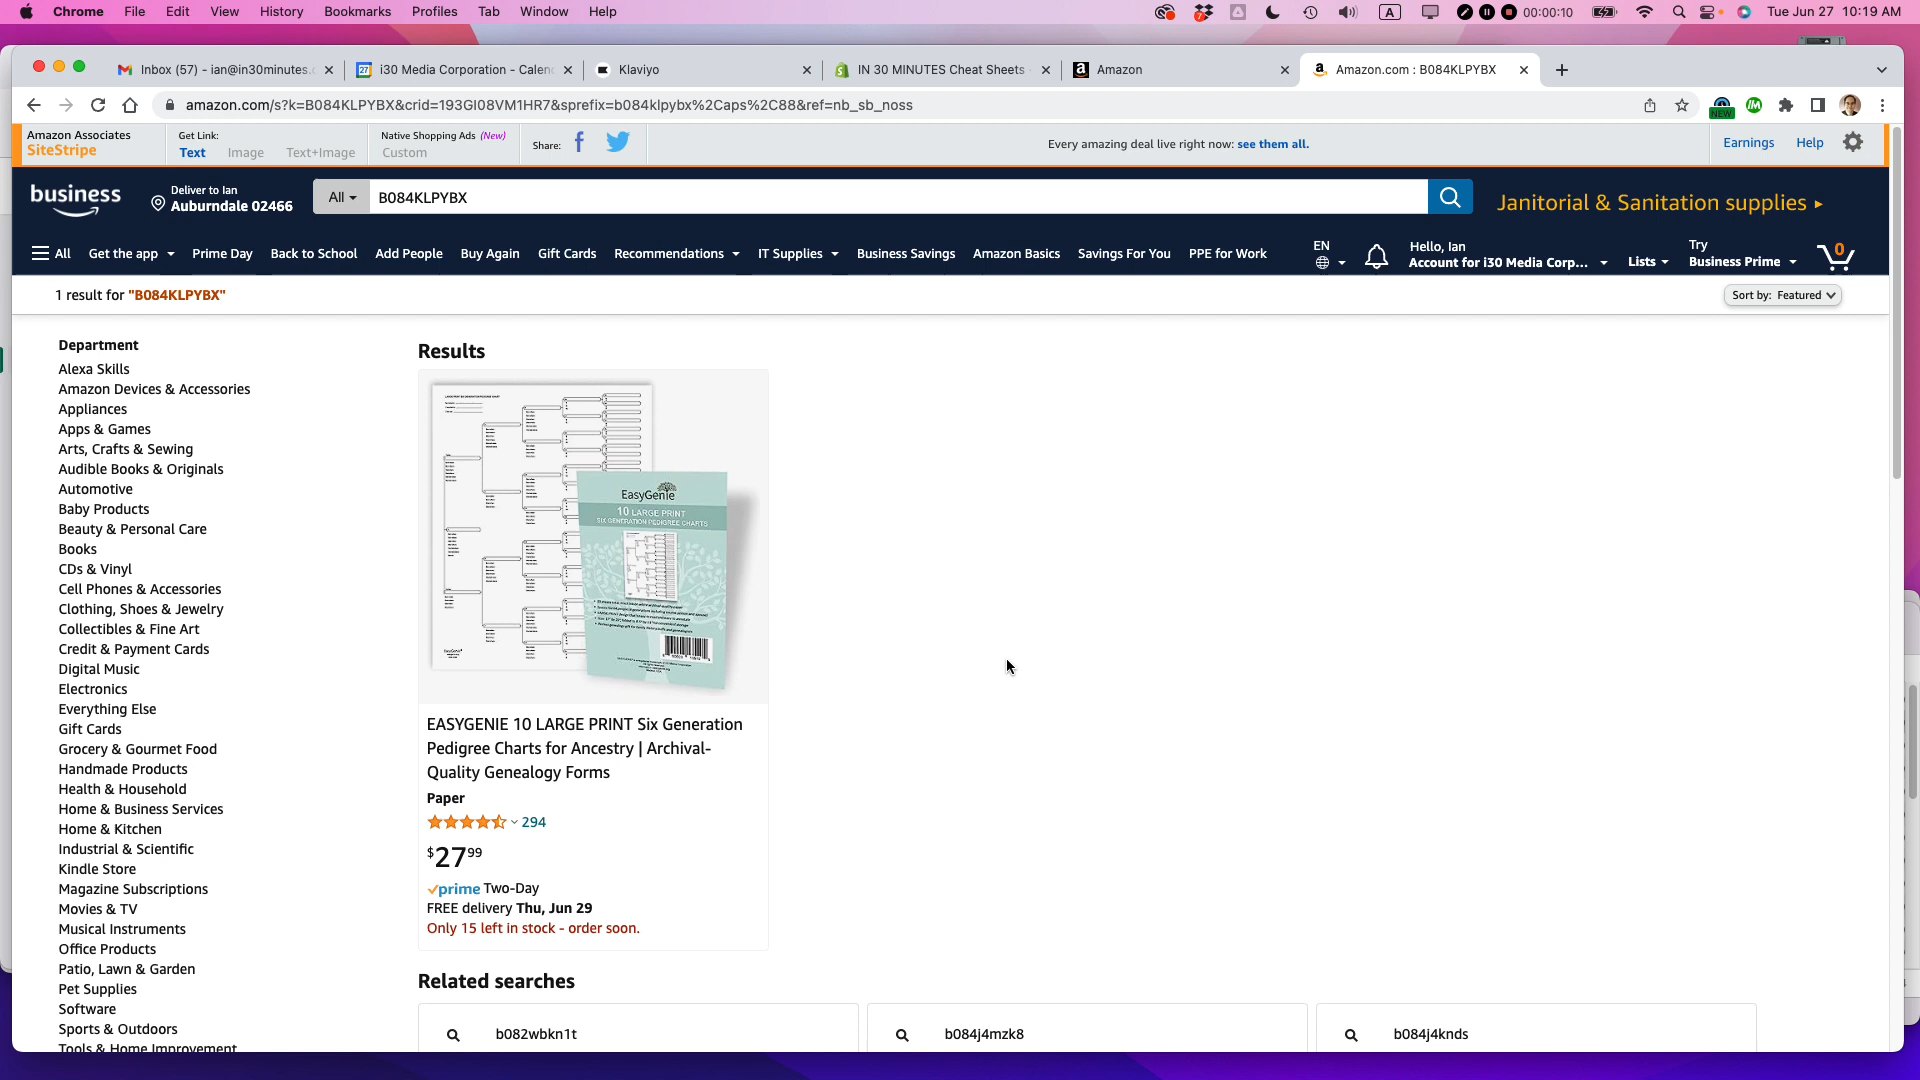 Chrome File Edit View History Bookmarks Profiles Tab Window Help
7 A 00:00:10 Tue Jun 27 10:19 AM
Inbox (57) - ian@in30minutes.c
27 i30 Media Corporation - Calen
Klaviyo
IN 30 MINUTES Cheat Sheets
Amazon
Amazon.com : B084KLPYBX
amazon.com/s?k=B084KLPYBX&crid=193GI08VM1HR7&sprefix=b084klpybx%2Caps%2C88&ref=nb_sb_noss
NEW
Amazon Associates
SiteStripe
Get Link:
Text Image Text+Image
Native Shopping Ads (New)
Custom
Share:
Every amazing deal live right now: see them all.
Earnings Help
business
Deliver to Ian
Auburndale 02466
All B084KLPYBX
Janitorial & Sanitation supplies ▸
All Get the app Prime Day Back to School Add People Buy Again Gift Cards Recommendations IT Supplies Business Savings Amazon Basics Savings For You PPE for Work
EN
Hello, Ian
Account for i30 Media Corp...
Lists
Try
Business Prime
0
1 result for "B084KLPYBX"
Sort by: Featured
Department
Alexa Skills
Amazon Devices & Accessories
Appliances
Apps & Games
Arts, Crafts & Sewing
Audible Books & Originals
Automotive
Baby Products
Beauty & Personal Care
Books
CDs & Vinyl
Cell Phones & Accessories
Clothing, Shoes & Jewelry
Collectibles & Fine Art
Credit & Payment Cards
Digital Music
Electronics
Everything Else
Gift Cards
Grocery & Gourmet Food
Handmade Products
Health & Household
Home & Business Services
Home & Kitchen
Industrial & Scientific
Kindle Store
Magazine Subscriptions
Movies & TV
Musical Instruments
Office Products
Patio, Lawn & Garden
Pet Supplies
Software
Sports & Outdoors
Tools & Home Improvement
Results
EasyGenie
10 LARGE PRINT
SIX GENERATION PEDIGREE CHARTS
EASYGENIE 10 LARGE PRINT Six Generation
Pedigree Charts for Ancestry | Archival-
Quality Genealogy Forms
Paper
294
$27.99
prime Two-Day
FREE delivery Thu, Jun 29
Only 15 left in stock - order soon.
Related searches
b082wbkn1t
b084j4mzk8
b084j4knds